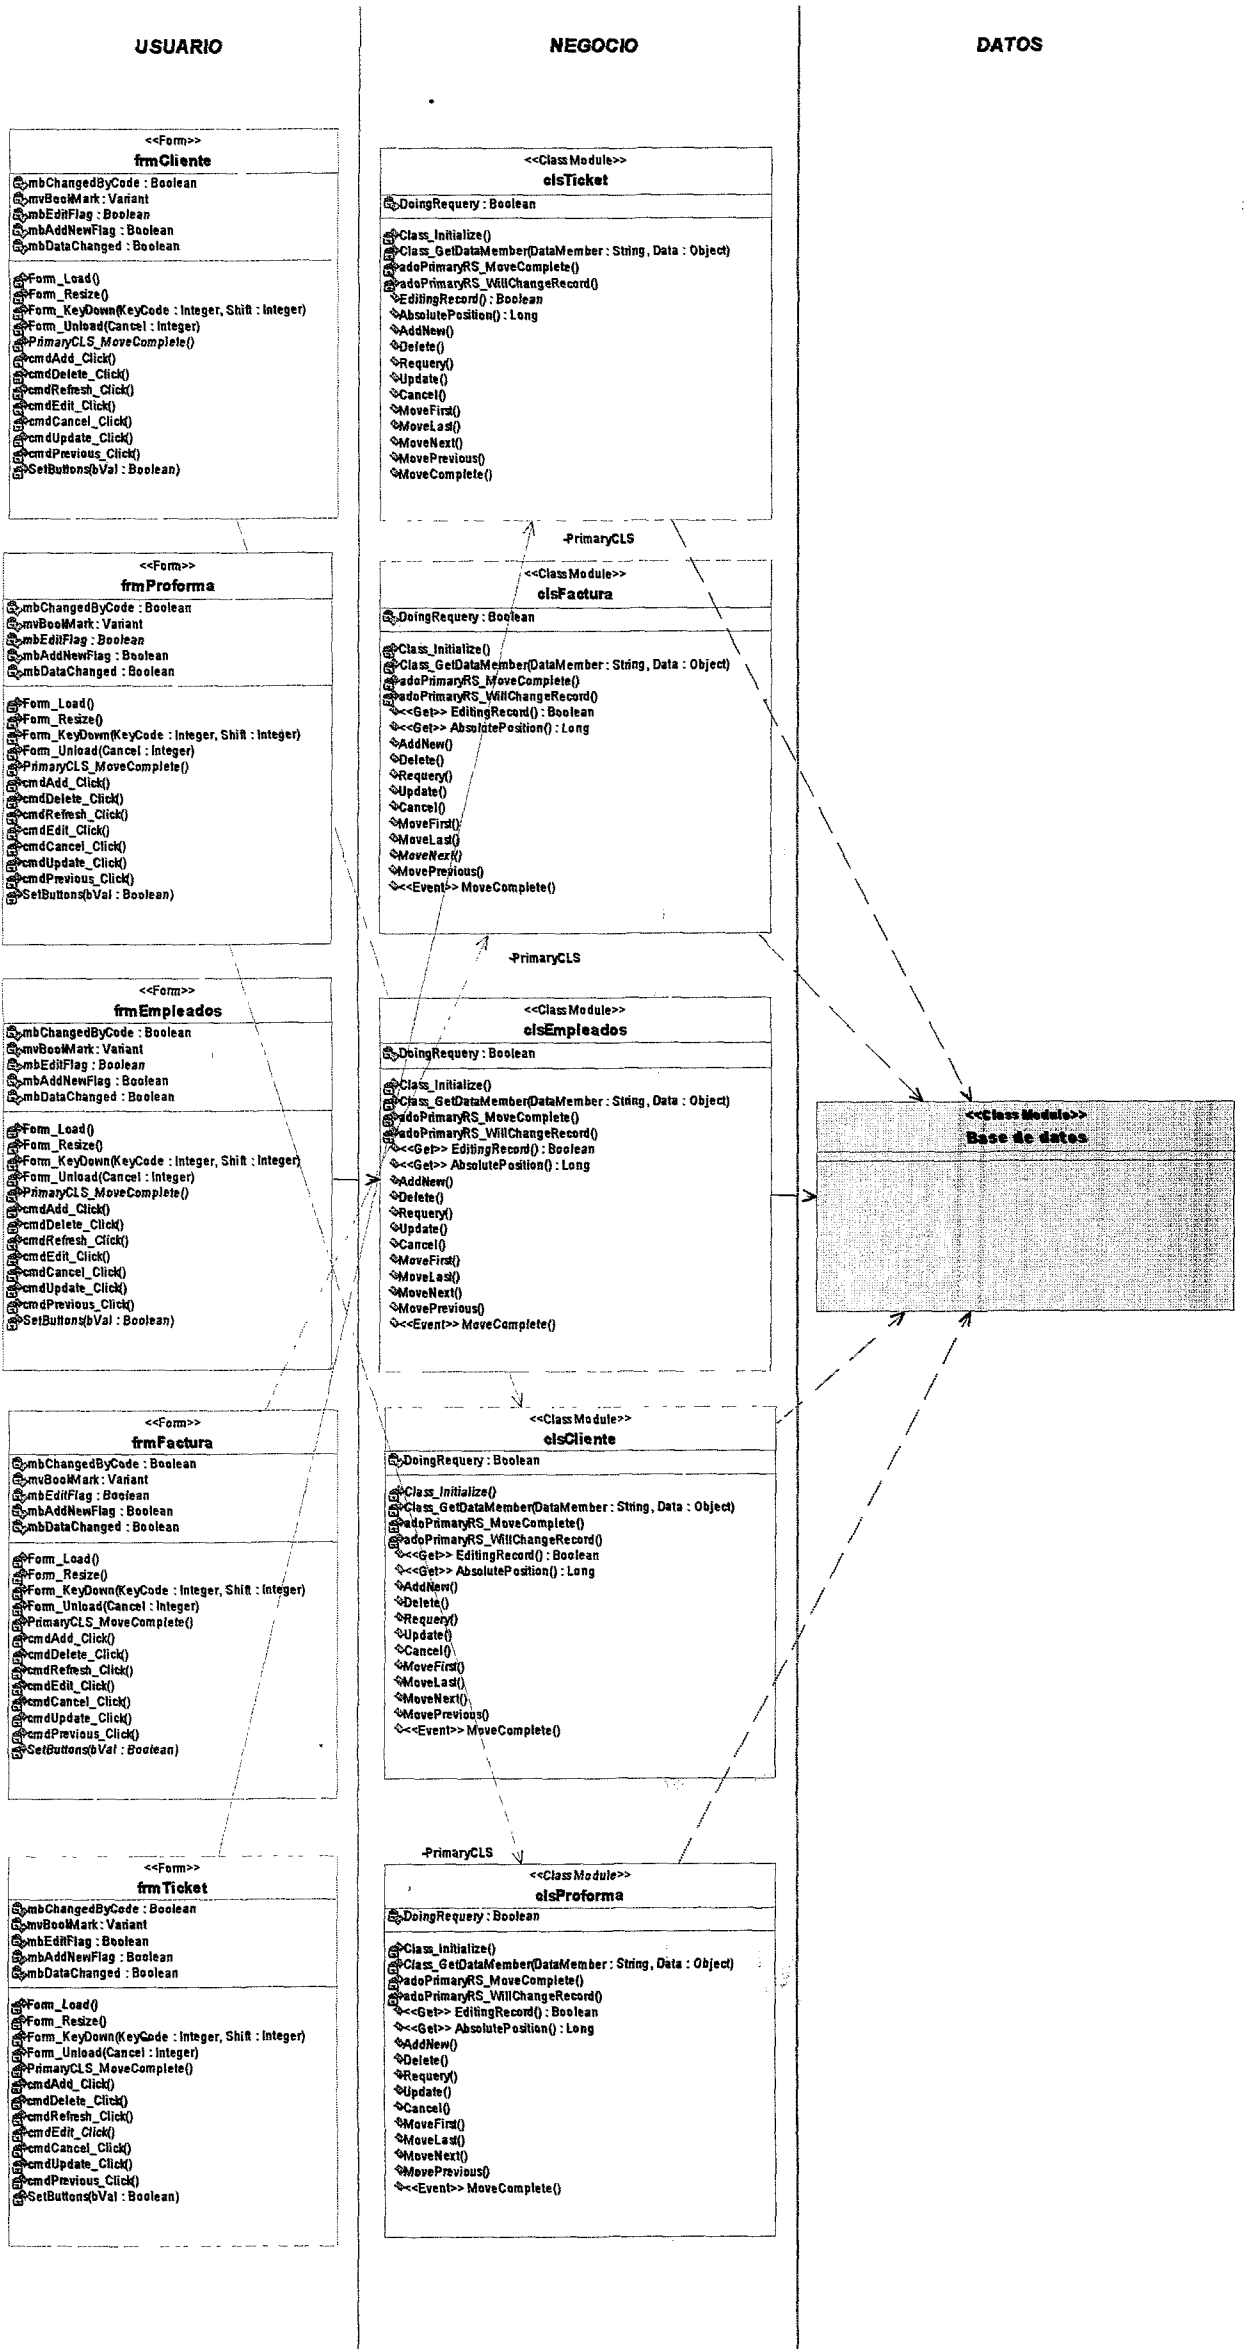 USUARIO
NEGOCIO
DATOS
<<Form>>
frmCliente
mbChangedByCode : Boolean
mvBookMark : Variant
mbEditFlag : Boolean
mbAddNewFlag : Boolean
mbDataChanged : Boolean
Form_Load()
Form_Resize()
Form_KeyDown(KeyCode : Integer, Shift : Integer)
Form_Unload(Cancel : Integer)
PrimaryCLS_MoveComplete()
cmdAdd_Click()
cmdDelete_Click()
cmdRefresh_Click()
cmdEdit_Click()
cmdCancel_Click()
cmdUpdate_Click()
cmdPrevious_Click()
SetButtons(bVal : Boolean)
<<Form>>
frmProforma
mbChangedByCode : Boolean
mvBookMark : Variant
mbEditFlag : Boolean
mbAddNewFlag : Boolean
mbDataChanged : Boolean
Form_Load()
Form_Resize()
Form_KeyDown(KeyCode : Integer, Shift : Integer)
Form_Unload(Cancel : Integer)
PrimaryCLS_MoveComplete()
cmdAdd_Click()
cmdDelete_Click()
cmdRefresh_Click()
cmdEdit_Click()
cmdCancel_Click()
cmdUpdate_Click()
cmdPrevious_Click()
SetButtons(bVal : Boolean)
<<Form>>
frmEmpleados
mbChangedByCode : Boolean
mvBookMark : Variant
mbEditFlag : Boolean
mbAddNewFlag : Boolean
mbDataChanged : Boolean
Form_Load()
Form_Resize()
Form_KeyDown(KeyCode : Integer, Shift : Integer)
Form_Unload(Cancel : Integer)
PrimaryCLS_MoveComplete()
cmdAdd_Click()
cmdDelete_Click()
cmdRefresh_Click()
cmdEdit_Click()
cmdCancel_Click()
cmdUpdate_Click()
cmdPrevious_Click()
SetButtons(bVal : Boolean)
<<Form>>
frmFactura
mbChangedByCode : Boolean
mvBookMark : Variant
mbEditFlag : Boolean
mbAddNewFlag : Boolean
mbDataChanged : Boolean
Form_Load()
Form_Resize()
Form_KeyDown(KeyCode : Integer, Shift : Integer)
Form_Unload(Cancel : Integer)
PrimaryCLS_MoveComplete()
cmdAdd_Click()
cmdDelete_Click()
cmdRefresh_Click()
cmdEdit_Click()
cmdCancel_Click()
cmdUpdate_Click()
cmdPrevious_Click()
SetButtons(bVal : Boolean)
<<Form>>
frmTicket
mbChangedByCode : Boolean
mvBookMark : Variant
mbEditFlag : Boolean
mbAddNewFlag : Boolean
mbDataChanged : Boolean
Form_Load()
Form_Resize()
Form_KeyDown(KeyCode : Integer, Shift : Integer)
Form_Unload(Cancel : Integer)
PrimaryCLS_MoveComplete()
cmdAdd_Click()
cmdDelete_Click()
cmdRefresh_Click()
cmdEdit_Click()
cmdCancel_Click()
cmdUpdate_Click()
cmdPrevious_Click()
SetButtons(bVal : Boolean)
<<Class Module>>
clsTicket
DoingRequery : Boolean
Class_Initialize()
Class_GetDataMember(DataMember : String, Data : Object)
adoPrimaryRS_MoveComplete()
adoPrimaryRS_WillChangeRecord()
EditingRecord() : Boolean
AbsolutePosition() : Long
AddNew()
Delete()
Requery()
Update()
Cancel()
MoveFirst()
MoveLast()
MoveNext()
MovePrevious()
MoveComplete()
-PrimaryCLS
<<Class Module>>
clsFactura
DoingRequery : Boolean
Class_Initialize()
Class_GetDataMember(DataMember : String, Data : Object)
adoPrimaryRS_MoveComplete()
adoPrimaryRS_WillChangeRecord()
<<Get>> EditingRecord() : Boolean
<<Get>> AbsolutePosition() : Long
AddNew()
Delete()
Requery()
Update()
Cancel()
MoveFirst()
MoveLast()
MoveNext()
MovePrevious()
<<Event>> MoveComplete()
-PrimaryCLS
<<Class Module>>
clsEmpleados
DoingRequery : Boolean
Class_Initialize()
Class_GetDataMember(DataMember : String, Data : Object)
adoPrimaryRS_MoveComplete()
adoPrimaryRS_WillChangeRecord()
<<Get>> EditingRecord() : Boolean
<<Get>> AbsolutePosition() : Long
AddNew()
Delete()
Requery()
Update()
Cancel()
MoveFirst()
MoveLast()
MoveNext()
MovePrevious()
<<Event>> MoveComplete()
<<Class Module>>
clsCliente
DoingRequery : Boolean
Class_Initialize()
Class_GetDataMember(DataMember : String, Data : Object)
adoPrimaryRS_MoveComplete()
adoPrimaryRS_WillChangeRecord()
<<Get>> EditingRecord() : Boolean
<<Get>> AbsolutePosition() : Long
AddNew()
Delete()
Requery()
Update()
Cancel()
MoveFirst()
MoveLast()
MoveNext()
MovePrevious()
<<Event>> MoveComplete()
-PrimaryCLS
<<Class Module>>
clsProforma
DoingRequery : Boolean
Class_Initialize()
Class_GetDataMember(DataMember : String, Data : Object)
adoPrimaryRS_MoveComplete()
adoPrimaryRS_WillChangeRecord()
<<Get>> EditingRecord() : Boolean
<<Get>> AbsolutePosition() : Long
AddNew()
Delete()
Requery()
Update()
Cancel()
MoveFirst()
MoveLast()
MoveNext()
MovePrevious()
<<Event>> MoveComplete()
<<Class Module>>
Base de datos